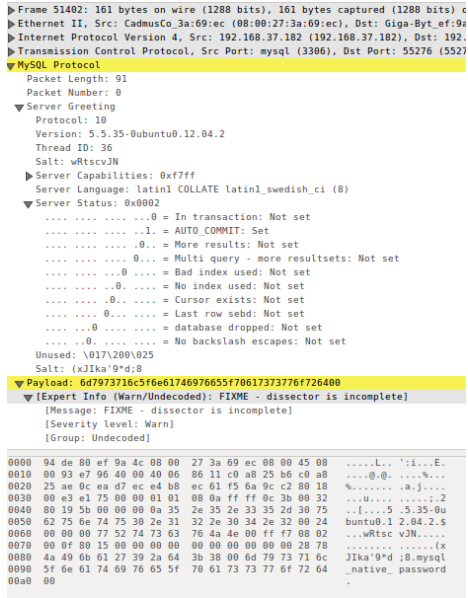 Frame 51402: 161 bytes on wire (1288 bits), 161 bytes captured (1288 bits) o
Ethernet II, Src: CadmusCo_3a:69:ec (08:00:27:3a:69:ec), Dst: Giga-Byt_ef:9a
Internet Protocol Version 4, Src: 192.168.37.182 (192.168.37.182), Dst: 192.
Transmission Control Protocol, Src Port: mysql (3306), Dst Port: 55276 (5527
MySQL Protocol
Packet Length: 91
Packet Number: 0
Server Greeting
Protocol: 10
Version: 5.5.35-0ubuntu0.12.04.2
Thread ID: 36
Salt: wRtscvJN
Server Capabilities: 0xf7ff
Server Language: latin1 COLLATE latin1_swedish_ci (8)
Server Status: 0x0002
.... .... .... ...0 = In transaction: Not set
.... .... .... ..1. = AUTO_COMMIT: Set
.... .... .... .0.. = More results: Not set
.... .... .... 0... = Multi query - more resultsets: Not set
.... .... ...0 .... = Bad index used: Not set
.... .... ..0. .... = No index used: Not set
.... .... .0.. .... = Cursor exists: Not set
.... .... 0... .... = Last row sebd: Not set
.... ...0 .... .... = database dropped: Not set
.... ..0. .... .... = No backslash escapes: Not set
Unused: \017\200\025
Salt: (xJIka'9*d;8
Payload: 6d7973716c5f6e61746976655f70617373776f726400
[Expert Info (Warn/Undecoded): FIXME - dissector is incomplete]
[Message: FIXME - dissector is incomplete]
[Severity level: Warn]
[Group: Undecoded]
0000 94 de 80 ef 9a 4c 08 00 27 3a 69 ec 08 00 45 08 .....L.. ':i...E.
0010 00 93 e7 96 40 00 40 06 86 11 c0 a8 25 b6 c0 a8 ....@.@. ....%...
0020 25 ae 0c ea d7 ec e4 b8 ec 61 f5 6a 9c c2 80 18 %....... .a.j....
0030 00 e3 e1 75 00 00 01 01 08 0a ff ff 0c 3b 00 32 ...u.... .....;.2
0040 80 19 5b 00 00 00 0a 35 2e 35 2e 33 35 2d 30 75 ..[....5 .5.35-0u
0050 62 75 6e 74 75 30 2e 31 32 2e 30 34 2e 32 00 24 buntu0.1 2.04.2.$
0060 00 00 00 77 52 74 73 63 76 4a 4e 00 ff f7 08 02 ...wRtsc vJN.....
0070 00 0f 80 15 00 00 00 00 00 00 00 00 00 00 28 78 ........ ......(x
0080 4a 49 6b 61 27 39 2a 64 3b 38 00 6d 79 73 71 6c JIka'9*d ;8.mysql
0090 5f 6e 61 74 69 76 65 5f 70 61 73 73 77 6f 72 64 _native_ password
00a0 00 .